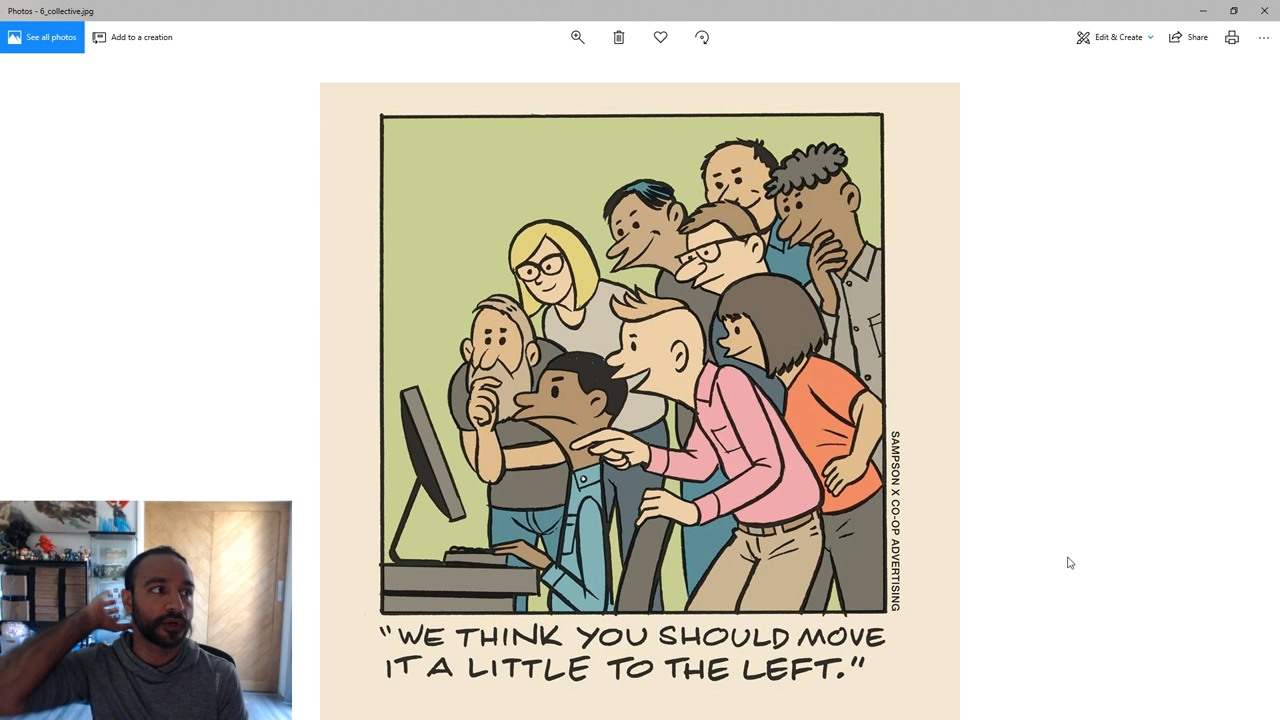 Photos - 6_collective.jpg
See all photos
Add to a creation
Edit & Create
Share
SAMPSON X CO-OP ADVERTISING
"WE THINK YOU SHOULD MOVE
IT A LITTLE TO THE LEFT."